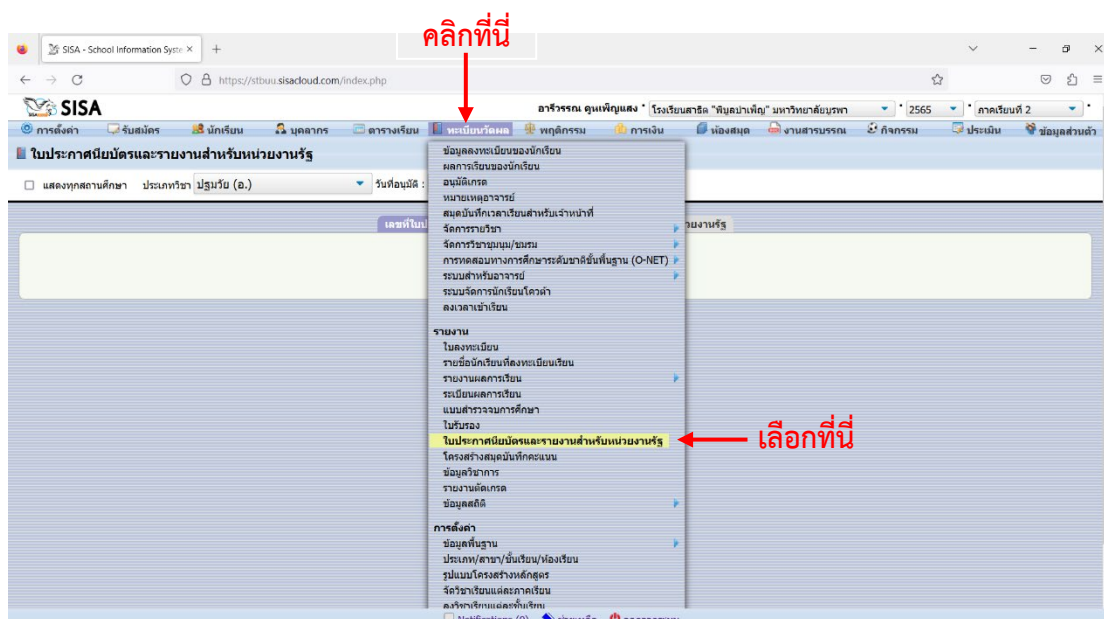 คลิกที่นี่
SISA - School Information Syste
https://stbuu.sisacloud.com/index.php
SISA
อารีวรรณ คูนเพ็ญแสง * โรงเรียนสาธิต "พิบูลบำเพ็ญ" มหาวิทยาลัยบูรพา * 2565 * ภาคเรียนที่ 2 *
การตั้งค่า รับสมัคร นักเรียน บุคลากร ตารางเรียน ทะเบียนวัดผล พฤติกรรม การเงิน ห้องสมุด งานสารบรรณ กิจกรรม ประเมิน ข้อมูลส่วนตัว
ใบประกาศนียบัตรและรายงานสำหรับหน่วยงานรัฐ
แสดงทุกสถานศึกษา ประเภทวิชา ปฐมวัย (อ.) วันที่อนุมัติ :
เลขที่ใบป
วยงานรัฐ
ข้อมูลลงทะเบียนของนักเรียน
ผลการเรียนของนักเรียน
อนุมัติเกรด
หมายเหตุอาจารย์
สมุดบันทึกเวลาเรียนสำหรับเจ้าหน้าที่
จัดการรายวิชา
จัดการวิชาชุมนุม/ชมรม
การทดสอบทางการศึกษาระดับชาติขั้นพื้นฐาน (O-NET)
ระบบสำหรับอาจารย์
ระบบจัดการนักเรียนโควต้า
ลงเวลาเข้าเรียน
รายงาน
ใบลงทะเบียน
รายชื่อนักเรียนที่ลงทะเบียนเรียน
รายงานผลการเรียน
ระเบียนผลการเรียน
แบบสำรวจจบการศึกษา
ใบรับรอง
ใบประกาศนียบัตรและรายงานสำหรับหน่วยงานรัฐ
เลือกที่นี่
โครงสร้างสมุดบันทึกคะแนน
ข้อมูลวิชาการ
รายงานตัดเกรด
ข้อมูลสถิติ
การตั้งค่า
ข้อมูลพื้นฐาน
ประเภท/สาขา/ชั้นเรียน/ห้องเรียน
รูปแบบโครงสร้างหลักสูตร
จัดวิชาเรียนแต่ละภาคเรียน
ลงวิชาเรียนแต่ละชั้นเรียน
Notifications (0)